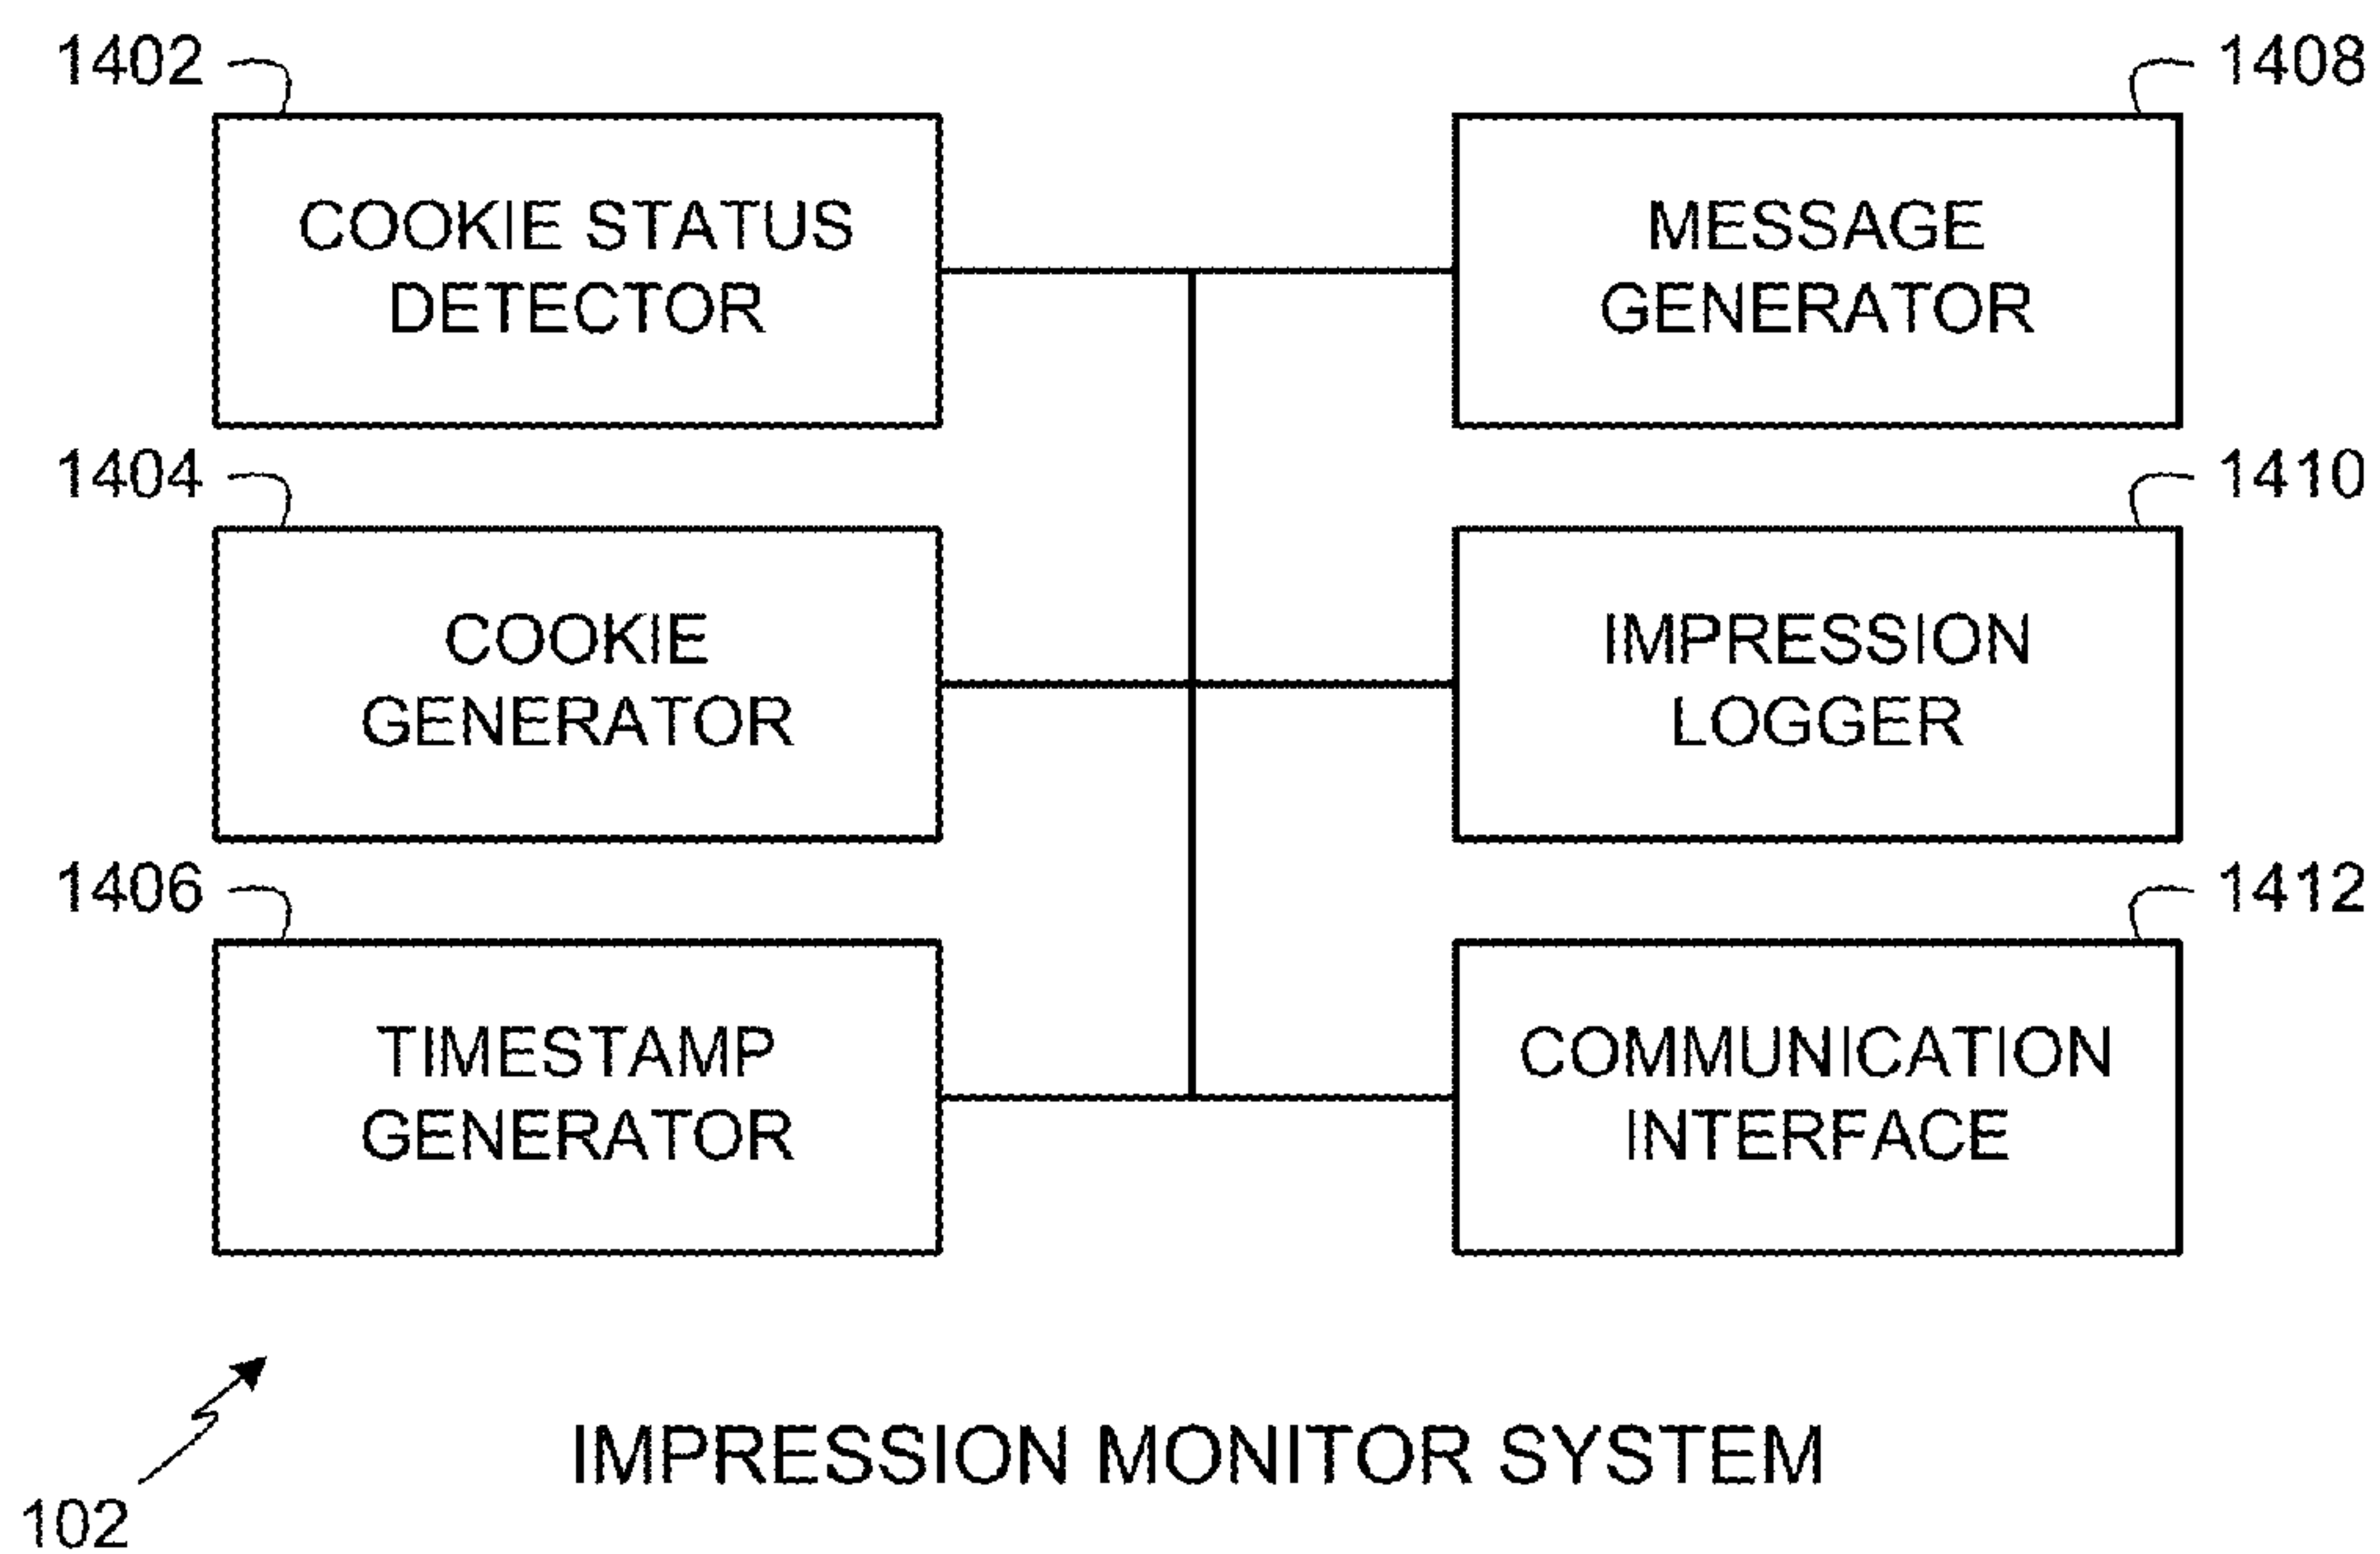 1402
COOKIE STATUS
DETECTOR
1408
MESSAGE
GENERATOR
1404
COOKIE
GENERATOR
1410
IMPRESSION
LOGGER
1406
TIMESTAMP
GENERATOR
1412
COMMUNICATION
INTERFACE
102
IMPRESSION MONITOR SYSTEM